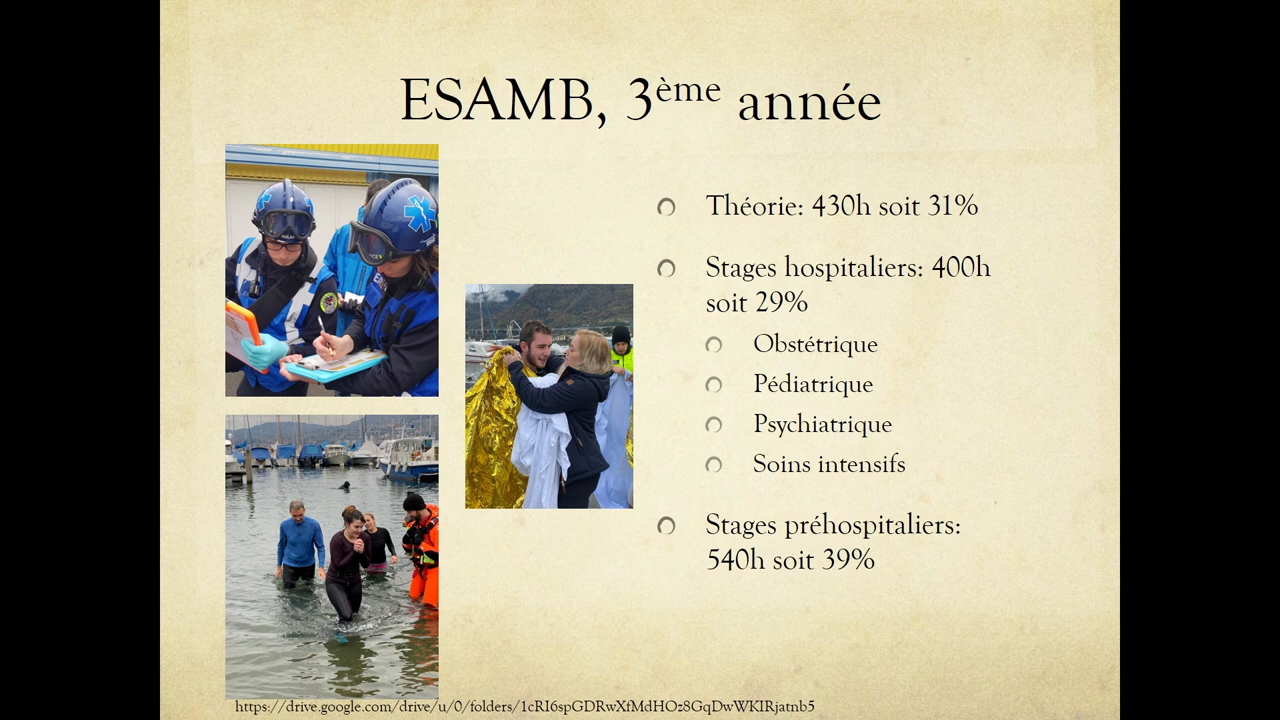 ESAMB, 3ème année
Théorie: 430h soit 31%
Stages hospitaliers: 400h
soit 29%
Obstétrique
Pédiatrique
Psychiatrique
Soins intensifs
Stages préhospitaliers:
540h soit 39%
https://drive.google.com/drive/u/0/folders/1cRI6spGDRwXfMdHOz8GqDwWKIRjatnb5